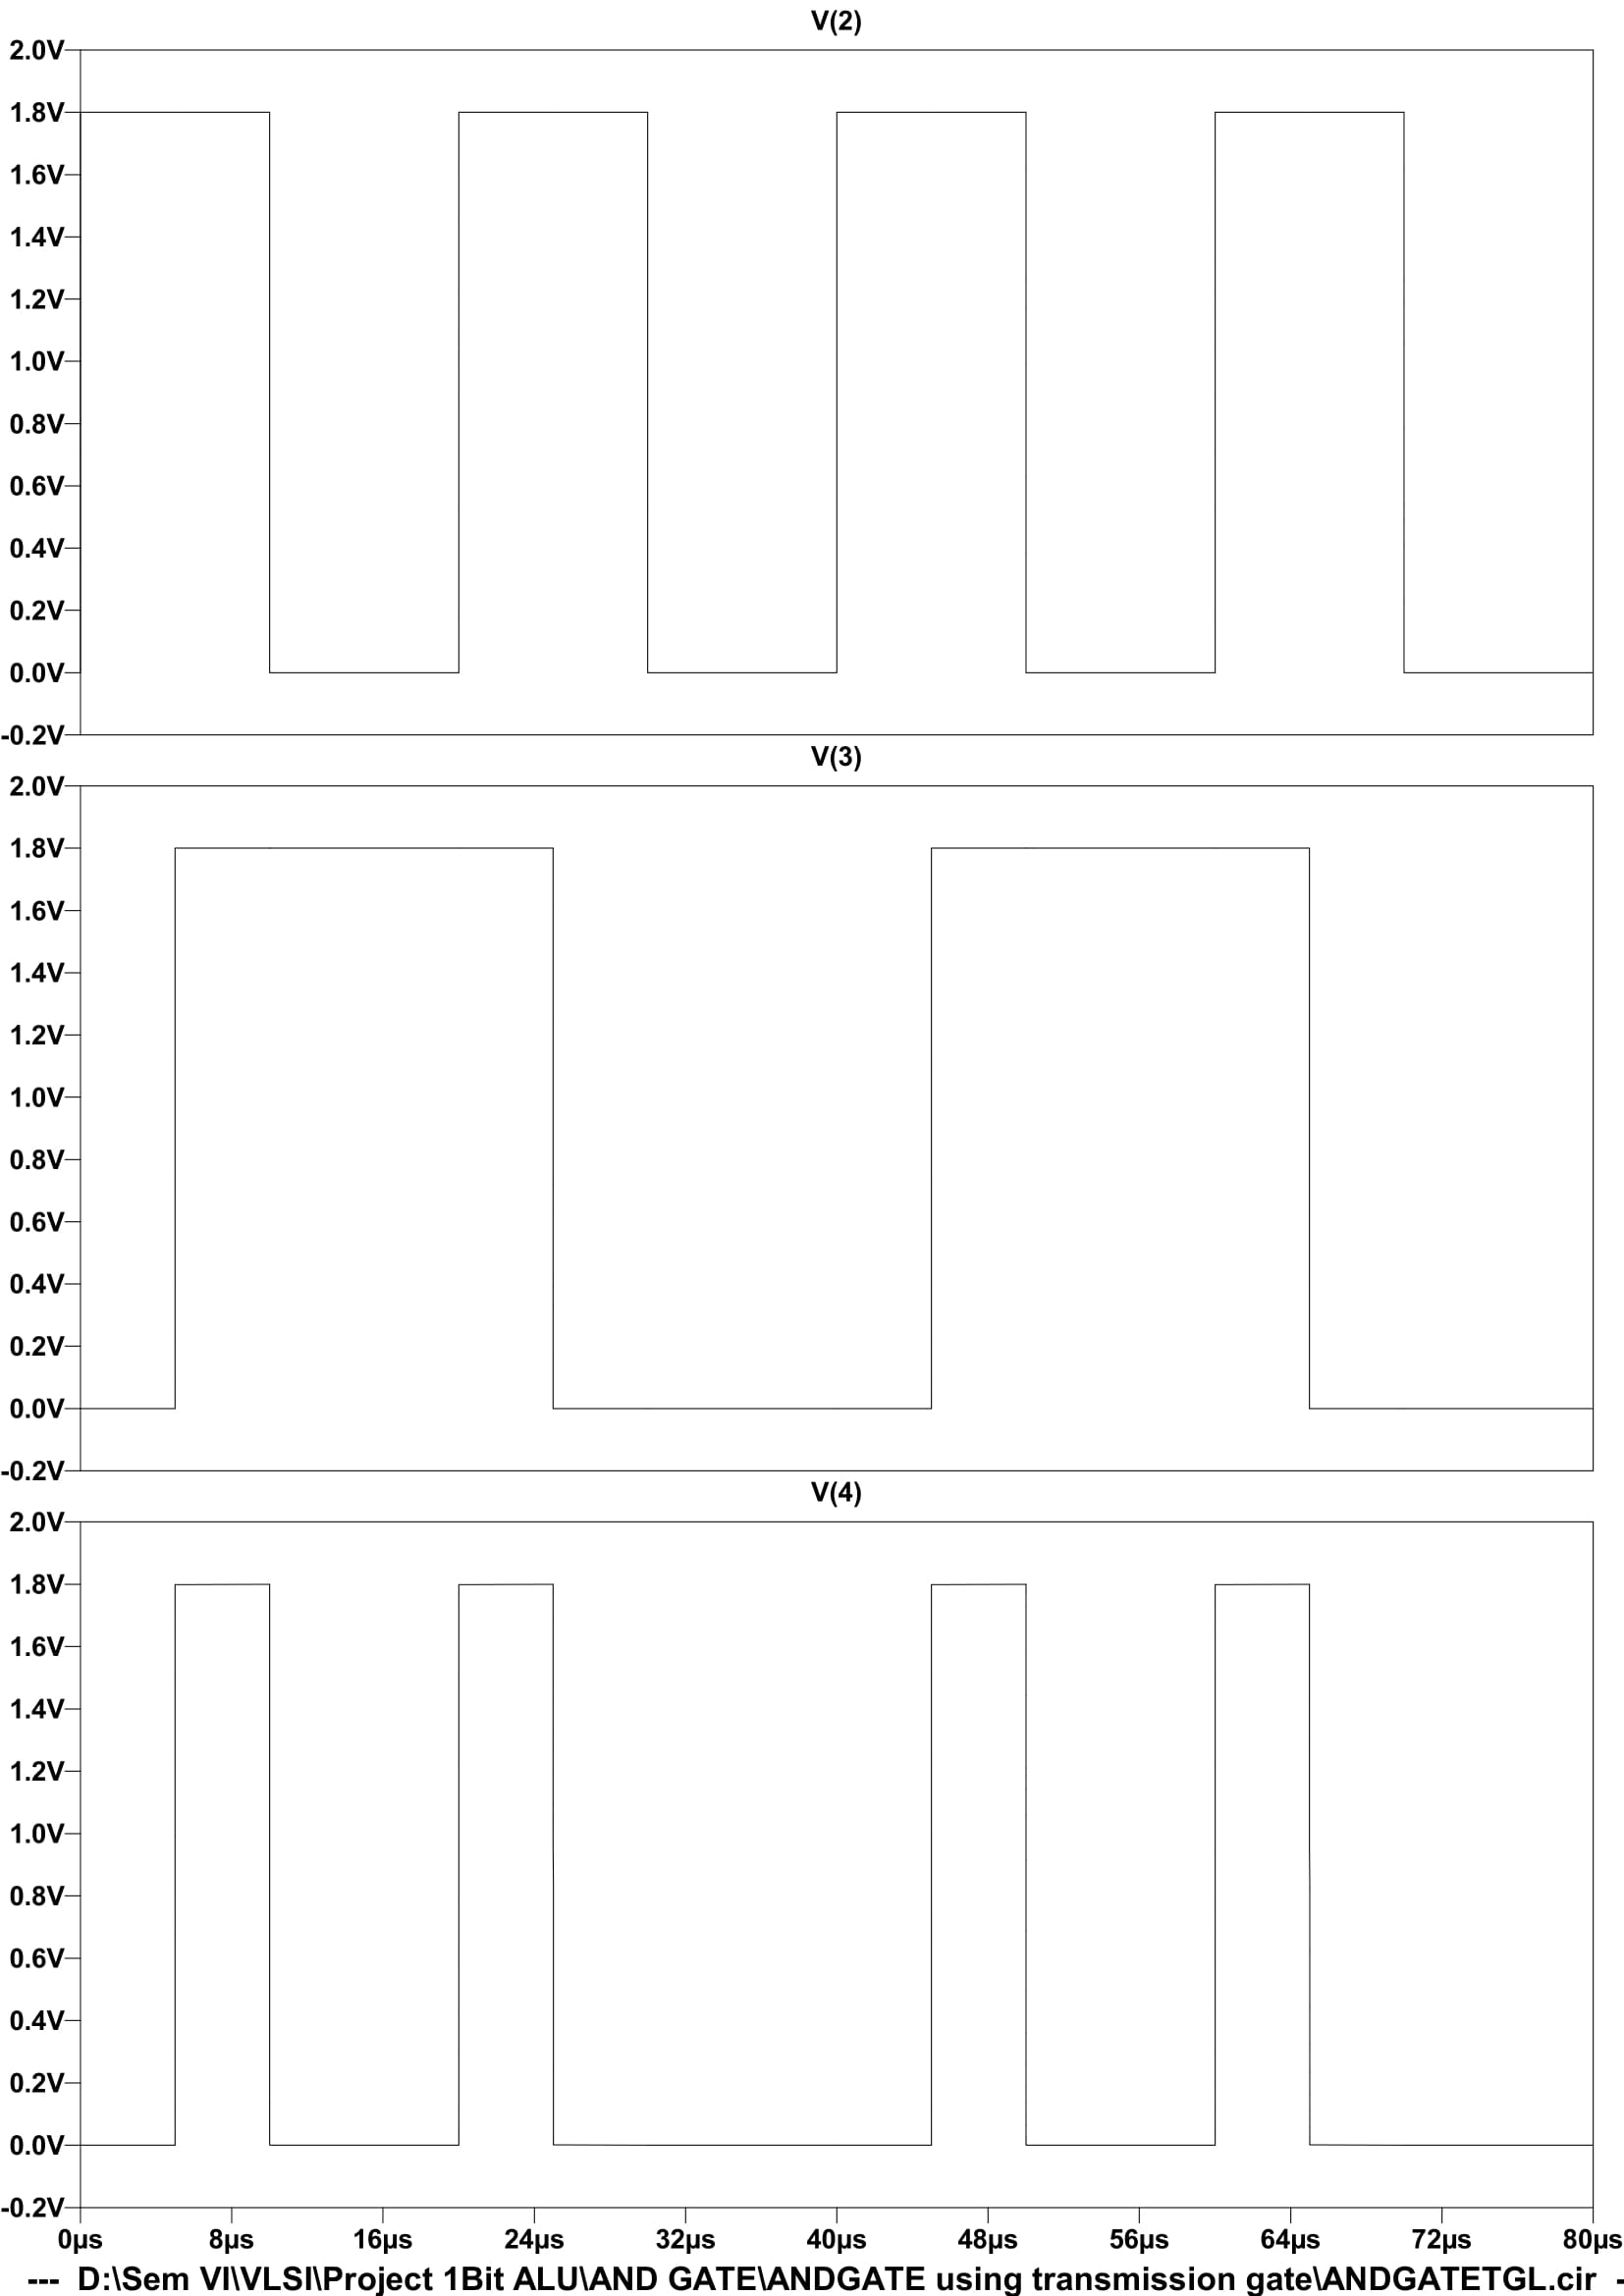 V(2)
2.0V
1.8V
1.6V
1.4V
1.2V
1.0V
0.8V
0.6V
0.4V
0.2V
0.0V
-0.2V
V(3)
2.0V
1.8V
1.6V
1.4V
1.2V
1.0V
0.8V
0.6V
0.4V
0.2V
0.0V
-0.2V
V(4)
2.0V
1.8V
1.6V
1.4V
1.2V
1.0V
0.8V
0.6V
0.4V
0.2V
0.0V
-0.2V
0µs 8µs 16µs 24µs 32µs 40µs 48µs 56µs 64µs 72µs 80µs
--- D:\Sem VI\VLSI\Project 1Bit ALU\AND GATE\ANDGATE using transmission gate\ANDGATETGL.cir -